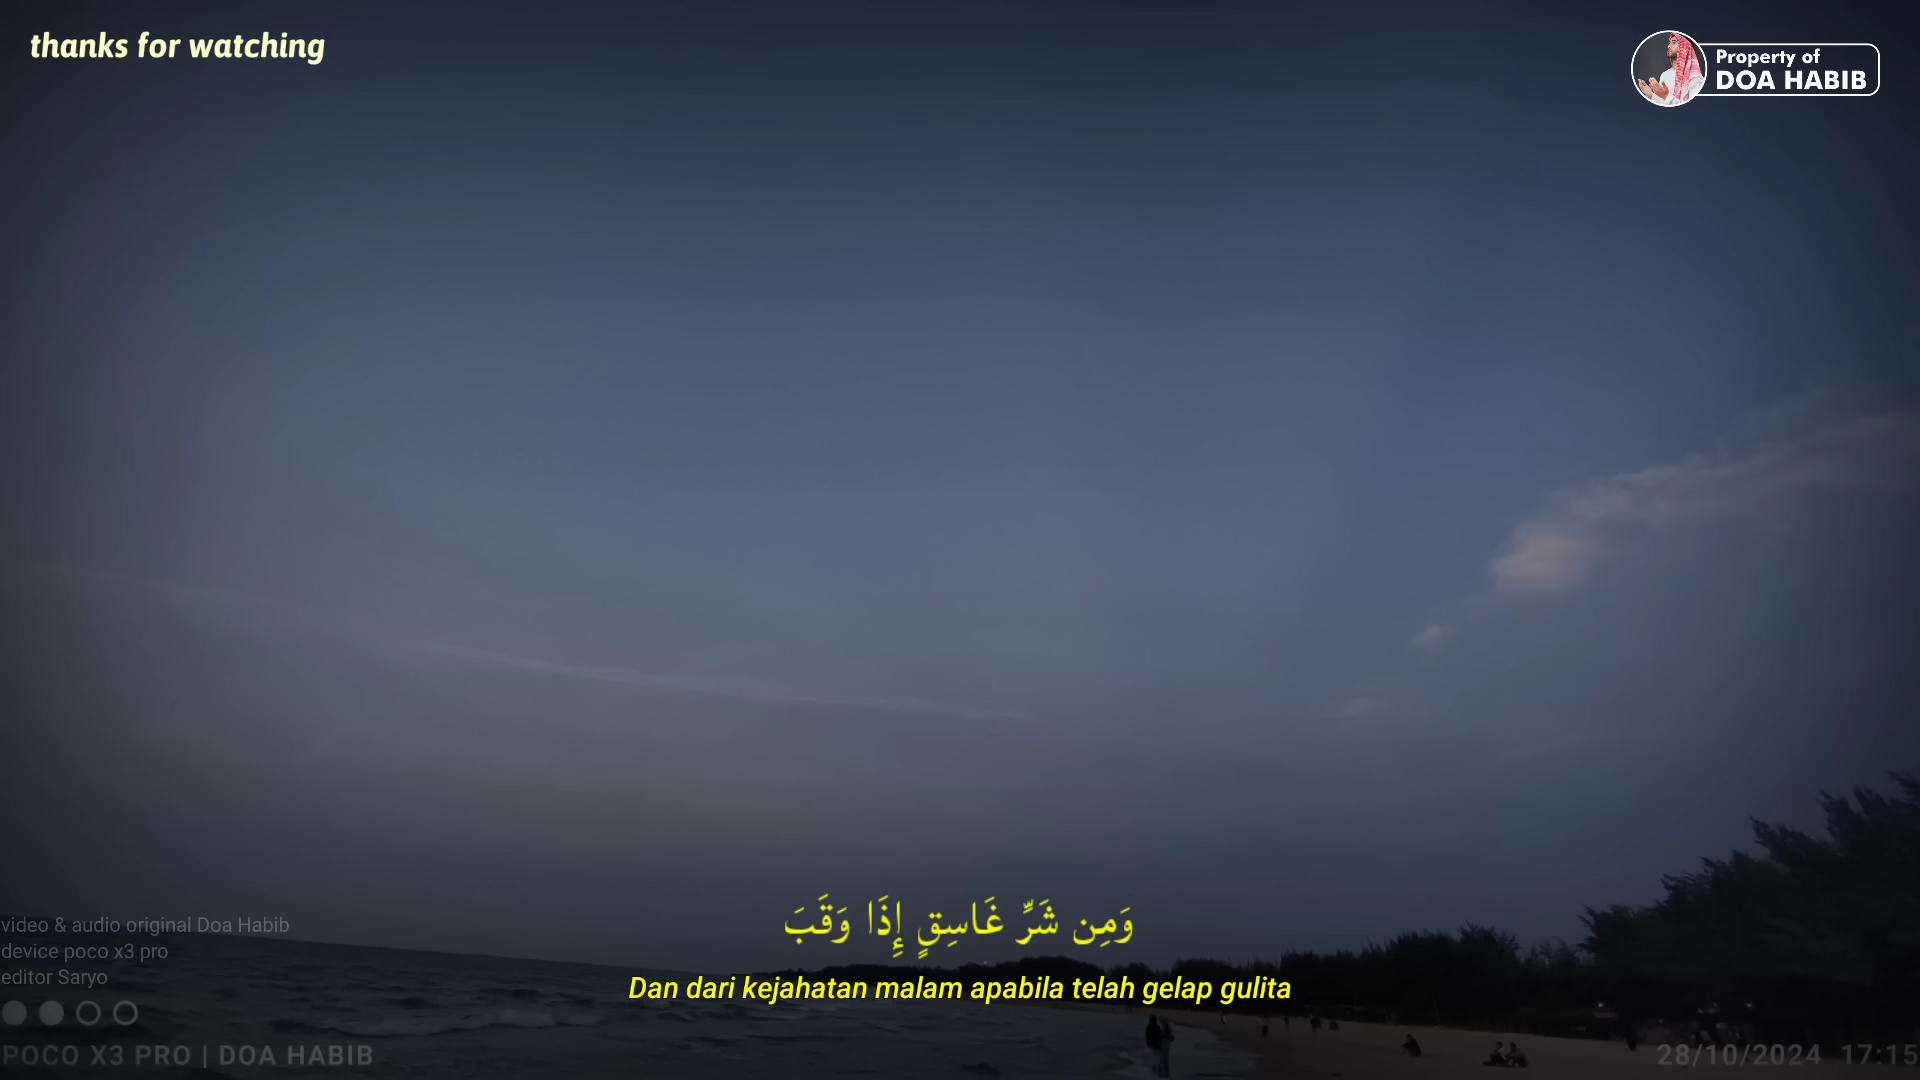 thanks for watching
Property of
DOA HABIB
وَمِن شَرِّ غَاسِقٍ إِذَا وَقَبَ
Dan dari kejahatan malam apabila telah gelap gulita
video & audio original Doa Habib
device poco x3 pro
editor Saryo
POCO X3 PRO | DOA HABIB
28/10/2024 17:15